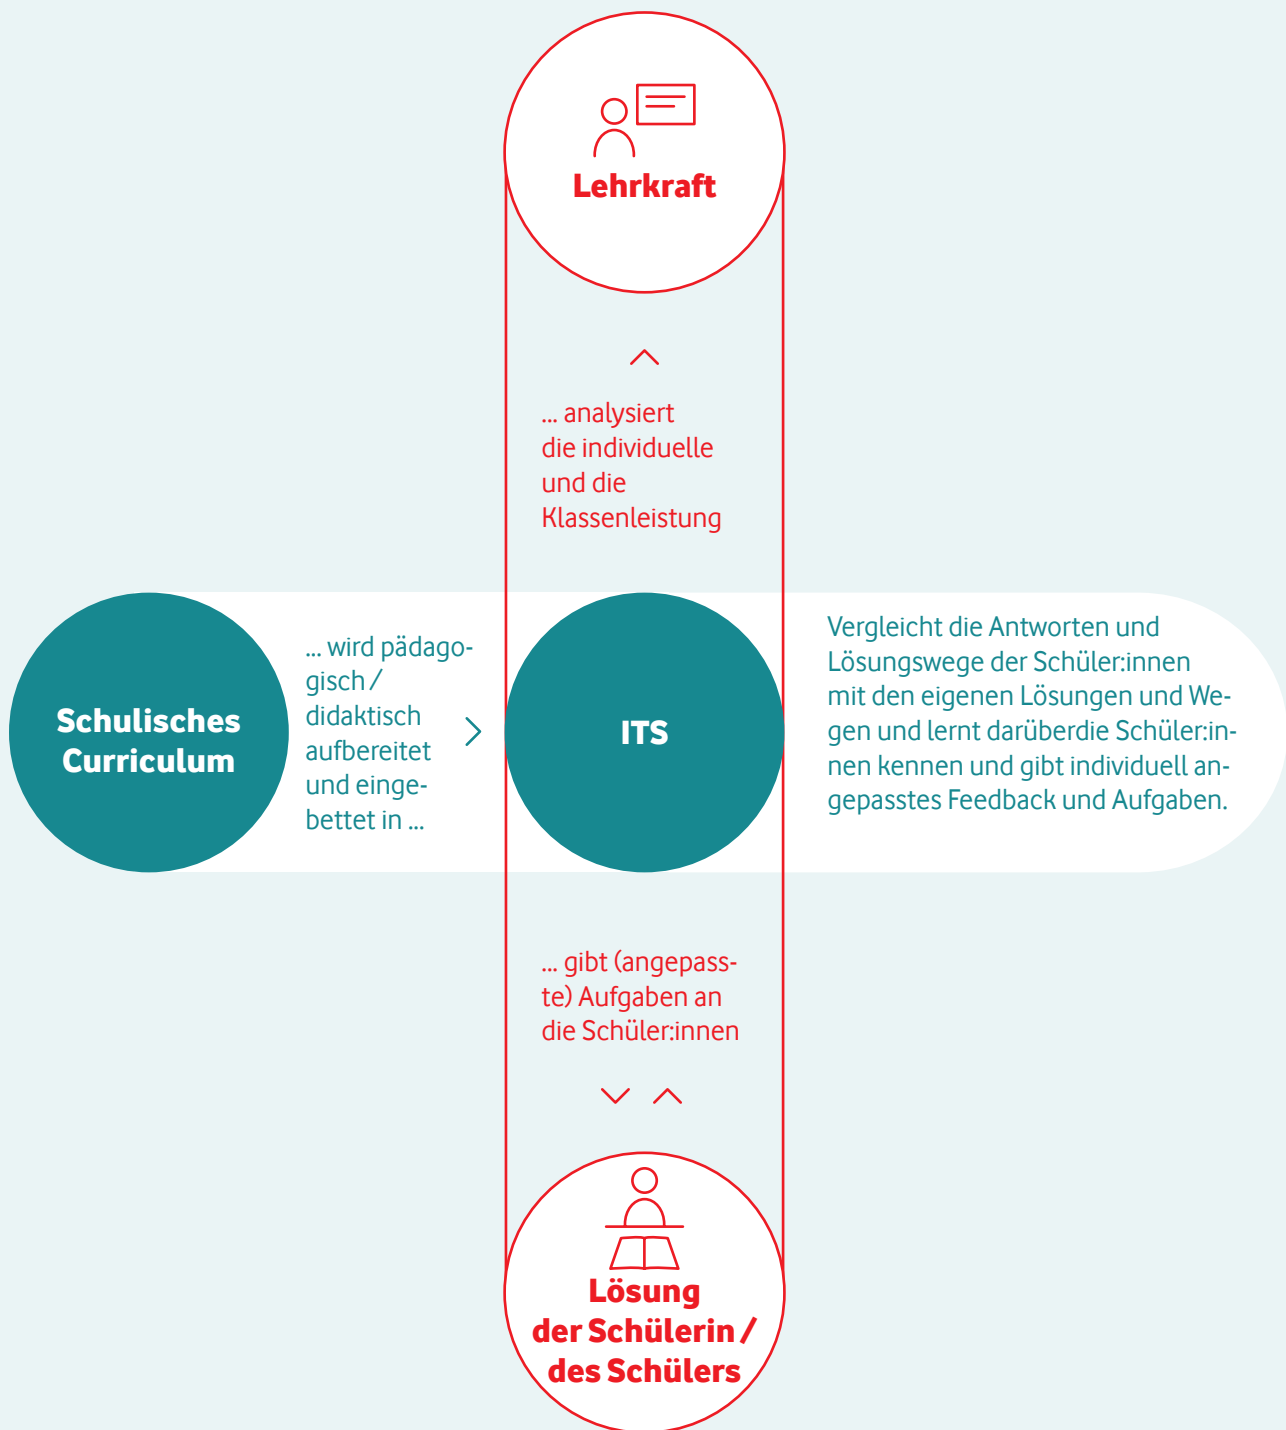 Lehrkraft
... analysiert
die individuelle
und die
Klassenleistung
Schulisches
Curriculum
... wird pädago-
gisch /
didaktisch
aufbereitet
und einge-
bettet in ...
ITS
Vergleicht die Antworten und
Lösungswege der Schüler:innen
mit den eigenen Lösungen und We-
gen und lernt darüberdie Schüler:in-
nen kennen und gibt individuell an-
gepasstes Feedback und Aufgaben.
... gibt (angepass-
te) Aufgaben an
die Schüler:innen
Lösung
der Schülerin /
des Schülers